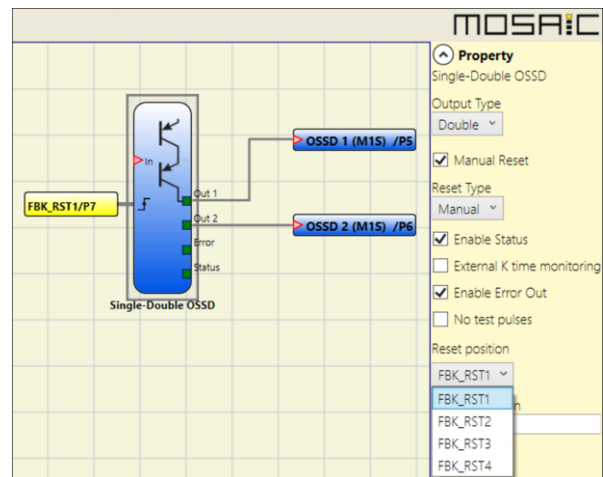 MOSAIC
Property
Single-Double OSSD
Output Type
Double
Manual Reset
Reset Type
Manual
Enable Status
External K time monitoring
Enable Error Out
No test pulses
Reset position
FBK_RST1
FBK_RST1
FBK_RST2
FBK_RST3
FBK_RST4
In
Out 1
Out 2
Error
Status
Single-Double OSSD
FBK_RST1/P7
OSSD 1 (M1S) /P5
OSSD 2 (M1S) /P6